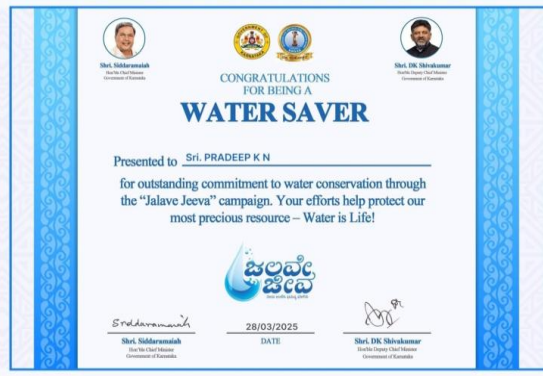 Shri. Siddaramaiah
Hon'ble Chief Minister
Government of Karnataka
Shri. DK Shivakumar
Hon'ble Deputy Chief Minister
Government of Karnataka
CONGRATULATIONS
FOR BEING A
WATER SAVER
Presented to Sri. PRADEEP K N
for outstanding commitment to water conservation through
the “Jalave Jeeva” campaign. Your efforts help protect our
most precious resource – Water is Life!
ಜಲವೇ
ಜೀವ
Siddaramaiah
28/03/2025
Shri. Siddaramaiah
Hon'ble Chief Minister
Government of Karnataka
DATE
Shri. DK Shivakumar
Hon'ble Deputy Chief Minister
Government of Karnataka